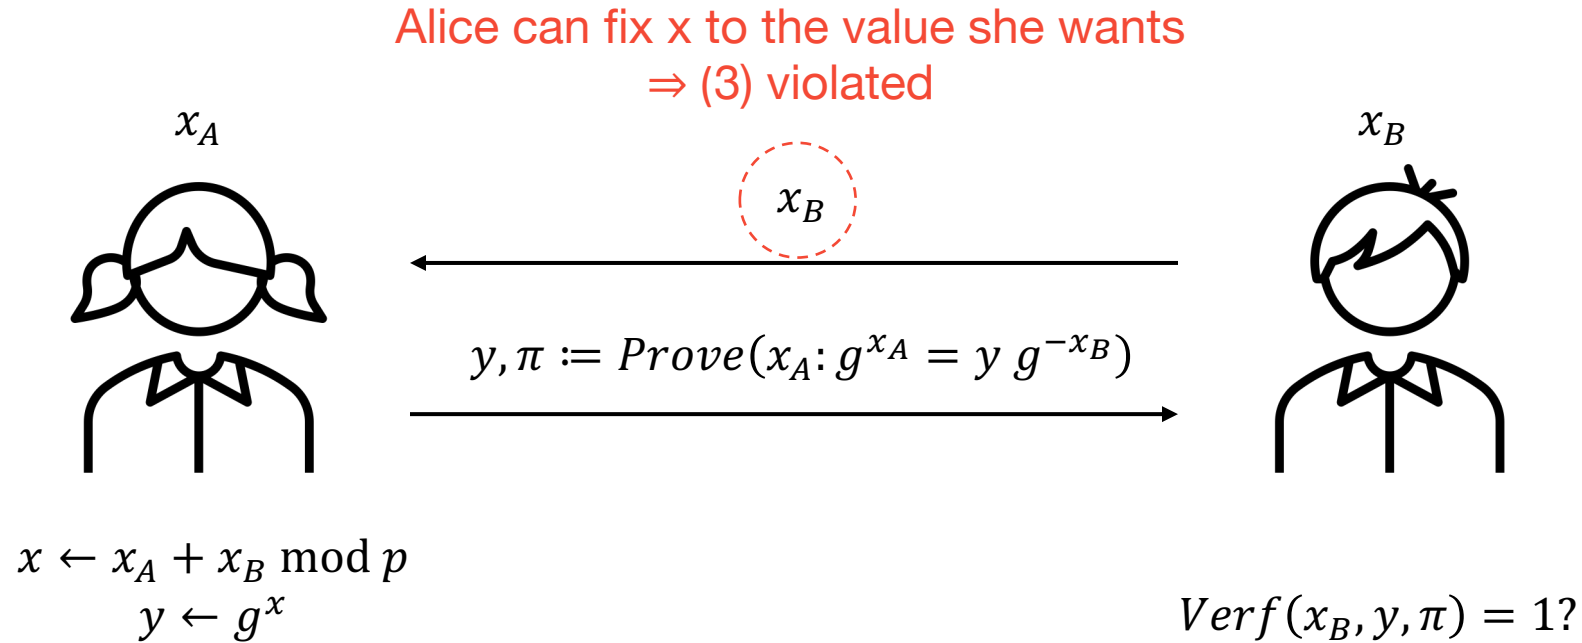 Alice can fix x to the value she wants
⇒ (3) violated
x_A
x_B
x_B
y, π ≔ Prove(x_A: g^{x_A} = y g^{-x_B})
x ← x_A + x_B mod p
y ← g^x
Verf(x_B, y, π) = 1?